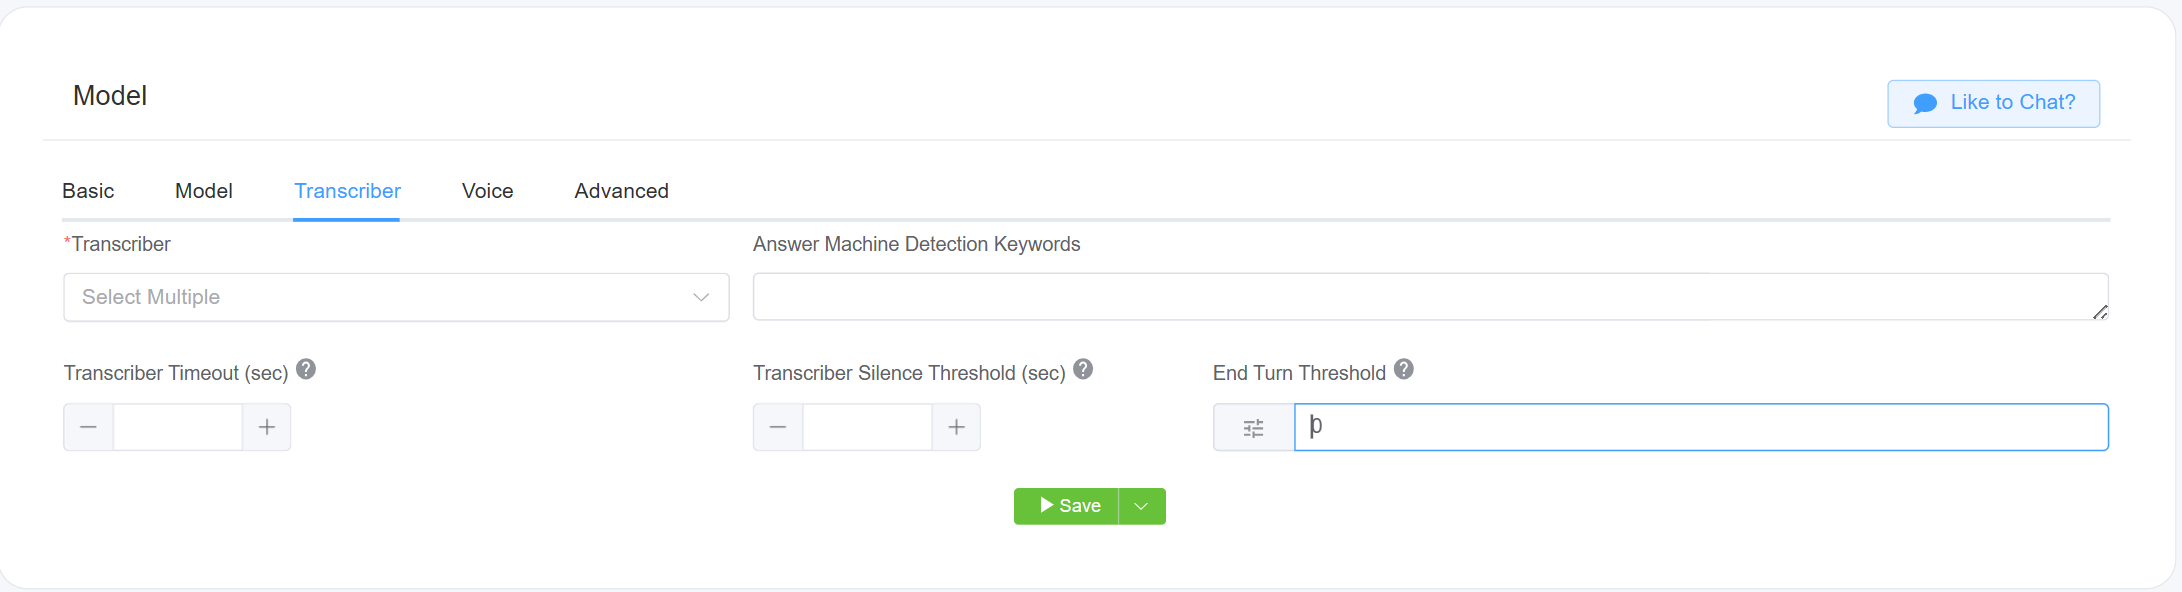 Model
Like to Chat?
Basic Model Transcriber Voice Advanced
*Transcriber Answer Machine Detection Keywords
Select Multiple
Transcriber Timeout (sec) ? Transcriber Silence Threshold (sec) ? End Turn Threshold ?
− + − +
Save